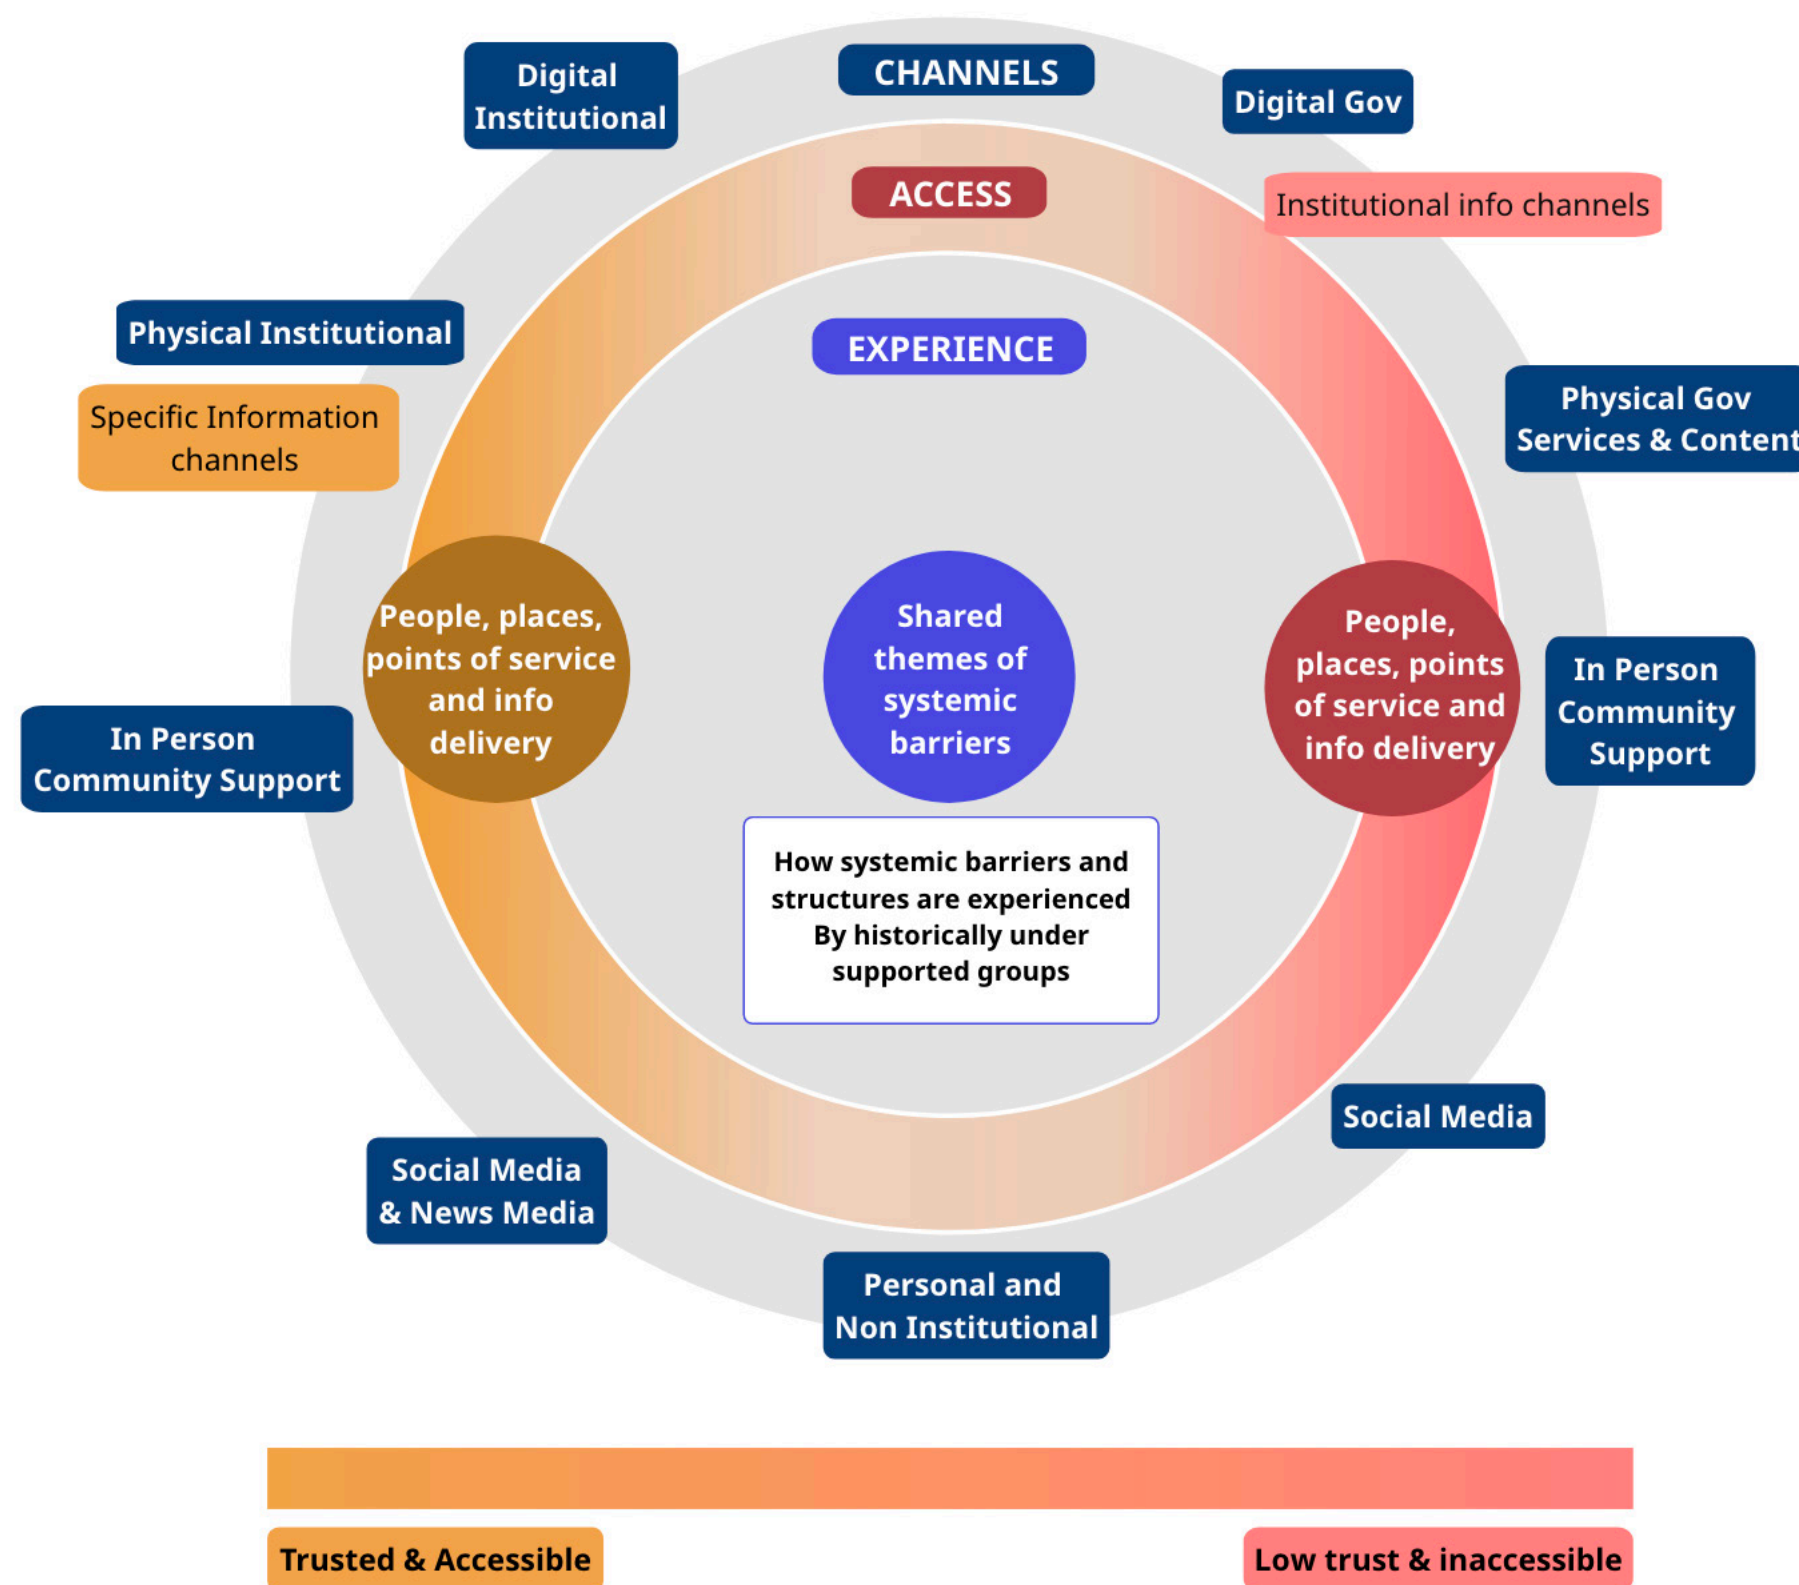 Digital
Institutional
CHANNELS
Digital Gov
ACCESS
Institutional info channels
Physical Institutional
EXPERIENCE
Specific Information
channels
Physical Gov
Services & Content
People, places,
points of service
and info
delivery
Shared
themes of
systemic
barriers
People,
places, points
of service and
info delivery
In Person
Community
Support
In Person
Community Support
How systemic barriers and
structures are experienced
By historically under
supported groups
Social Media
Social Media
& News Media
Personal and
Non Institutional
Trusted & Accessible
Low trust & inaccessible